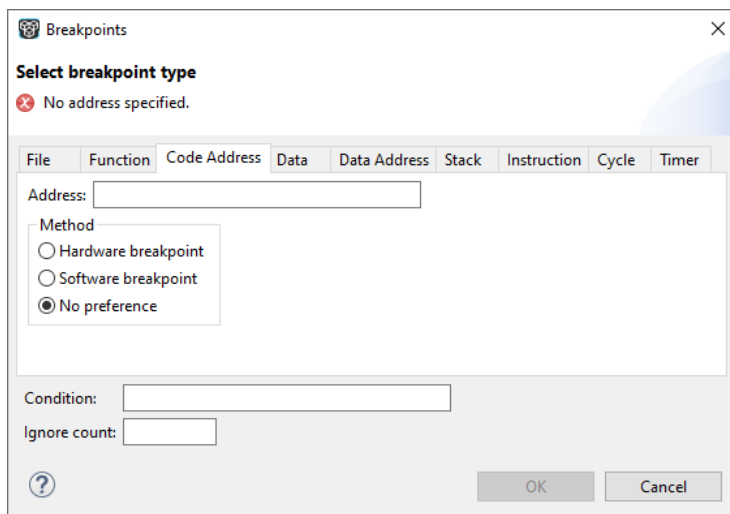 Breakpoints
Select breakpoint type
No address specified.
File Function Code Address Data Data Address Stack Instruction Cycle Timer
Address:
Method
Hardware breakpoint
Software breakpoint
No preference
Condition:
Ignore count:
? OK Cancel